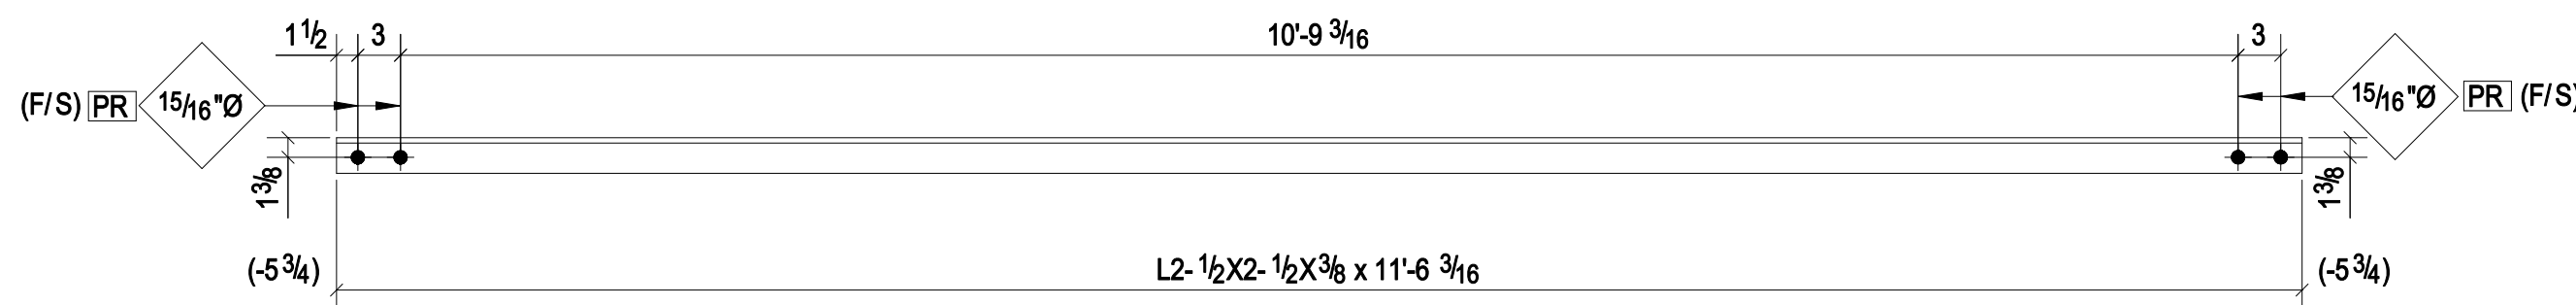 1 1/2 3 10'-9 3/16 3
(F/S) PR 15/16"Ø 15/16"Ø PR (F/S)
1 3/8 1 3/8
(-5 3/4) L2-1/2X2-1/2X3/8 x 11'-6 3/16 (-5 3/4)